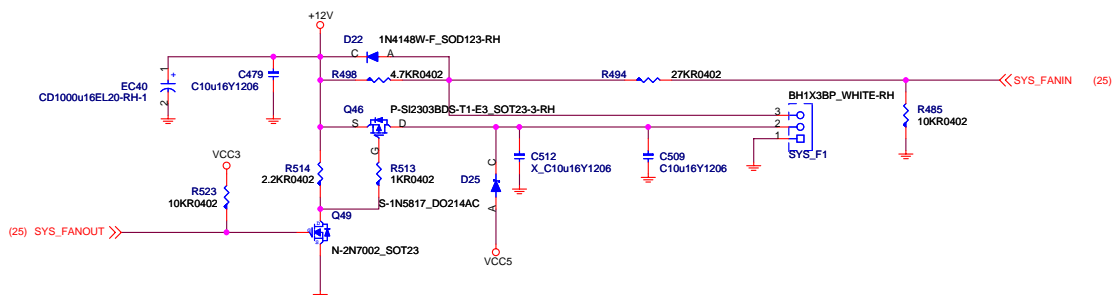 +12V
D22
1N4148W-F_SOD123-RH
C
A
1
+
EC40
CD1000u16EL20-RH-1
2
C479
C10u16Y1206
R498
4.7KR0402
R494
27KR0402
SYS_FANIN
(25)
BH1X3BP_WHITE-RH
R485
10KR0402
Q46
P-SI2303BDS-T1-E3_SOT23-3-RH
S
D
G
3
2
1
SYS_F1
VCC3
R514
2.2KR0402
R513
1KR0402
D25
C
A
C512
X_C10u16Y1206
C509
C10u16Y1206
R523
10KR0402
S-1N5817_DO214AC
Q49
(25)
SYS_FANOUT
N-2N7002_SOT23
VCC5